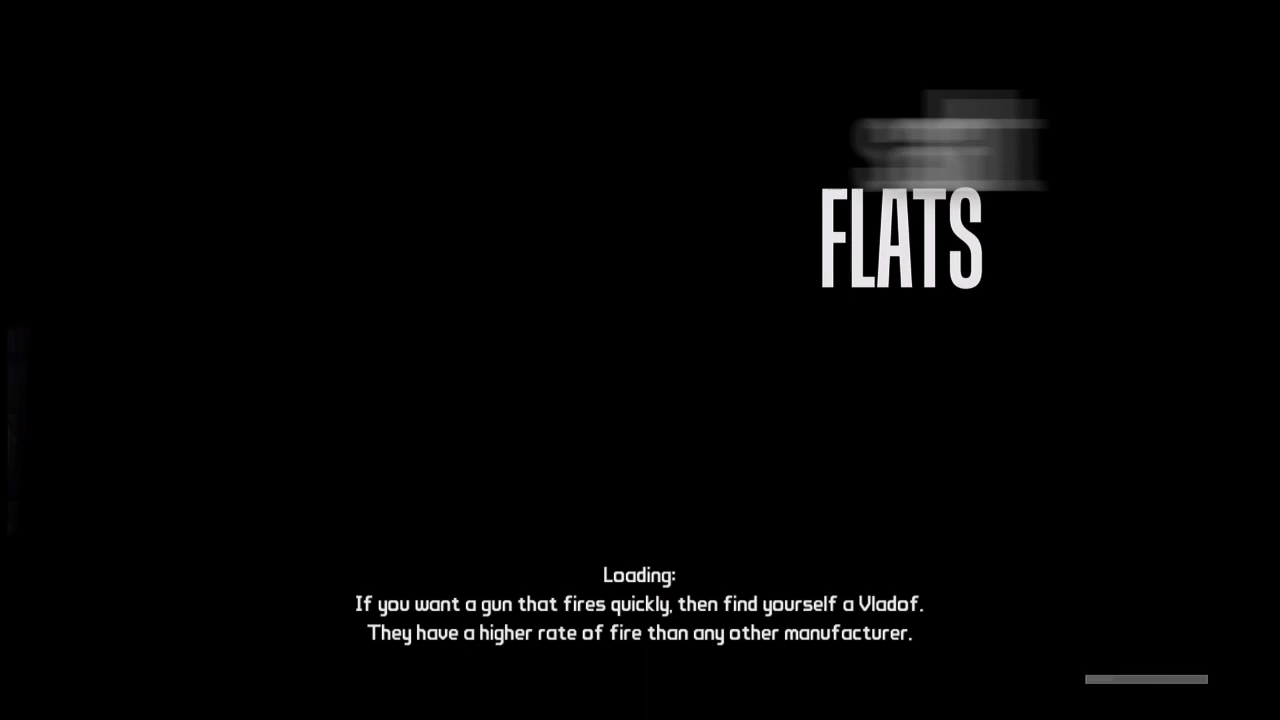 FLATS
Loading:
If you want a gun that fires quickly, then find yourself a Vladof.
They have a higher rate of fire than any other manufacturer.